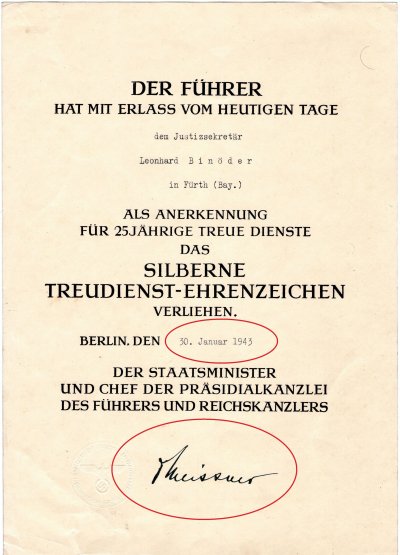 DER FÜHRER
HAT MIT ERLASS VOM HEUTIGEN TAGE
dem Justizsekretär
Leonhard B i n ö d e r
in Fürth (Bay.)
ALS ANERKENNUNG
FÜR 25JÄHRIGE TREUE DIENSTE
DAS
SILBERNE
TREUDIENST-EHRENZEICHEN
VERLIEHEN.
BERLIN, DEN 30. Januar 1943
DER STAATSMINISTER
UND CHEF DER PRÄSIDIALKANZLEI
DES FÜHRERS UND REICHSKANZLERS
Meissner